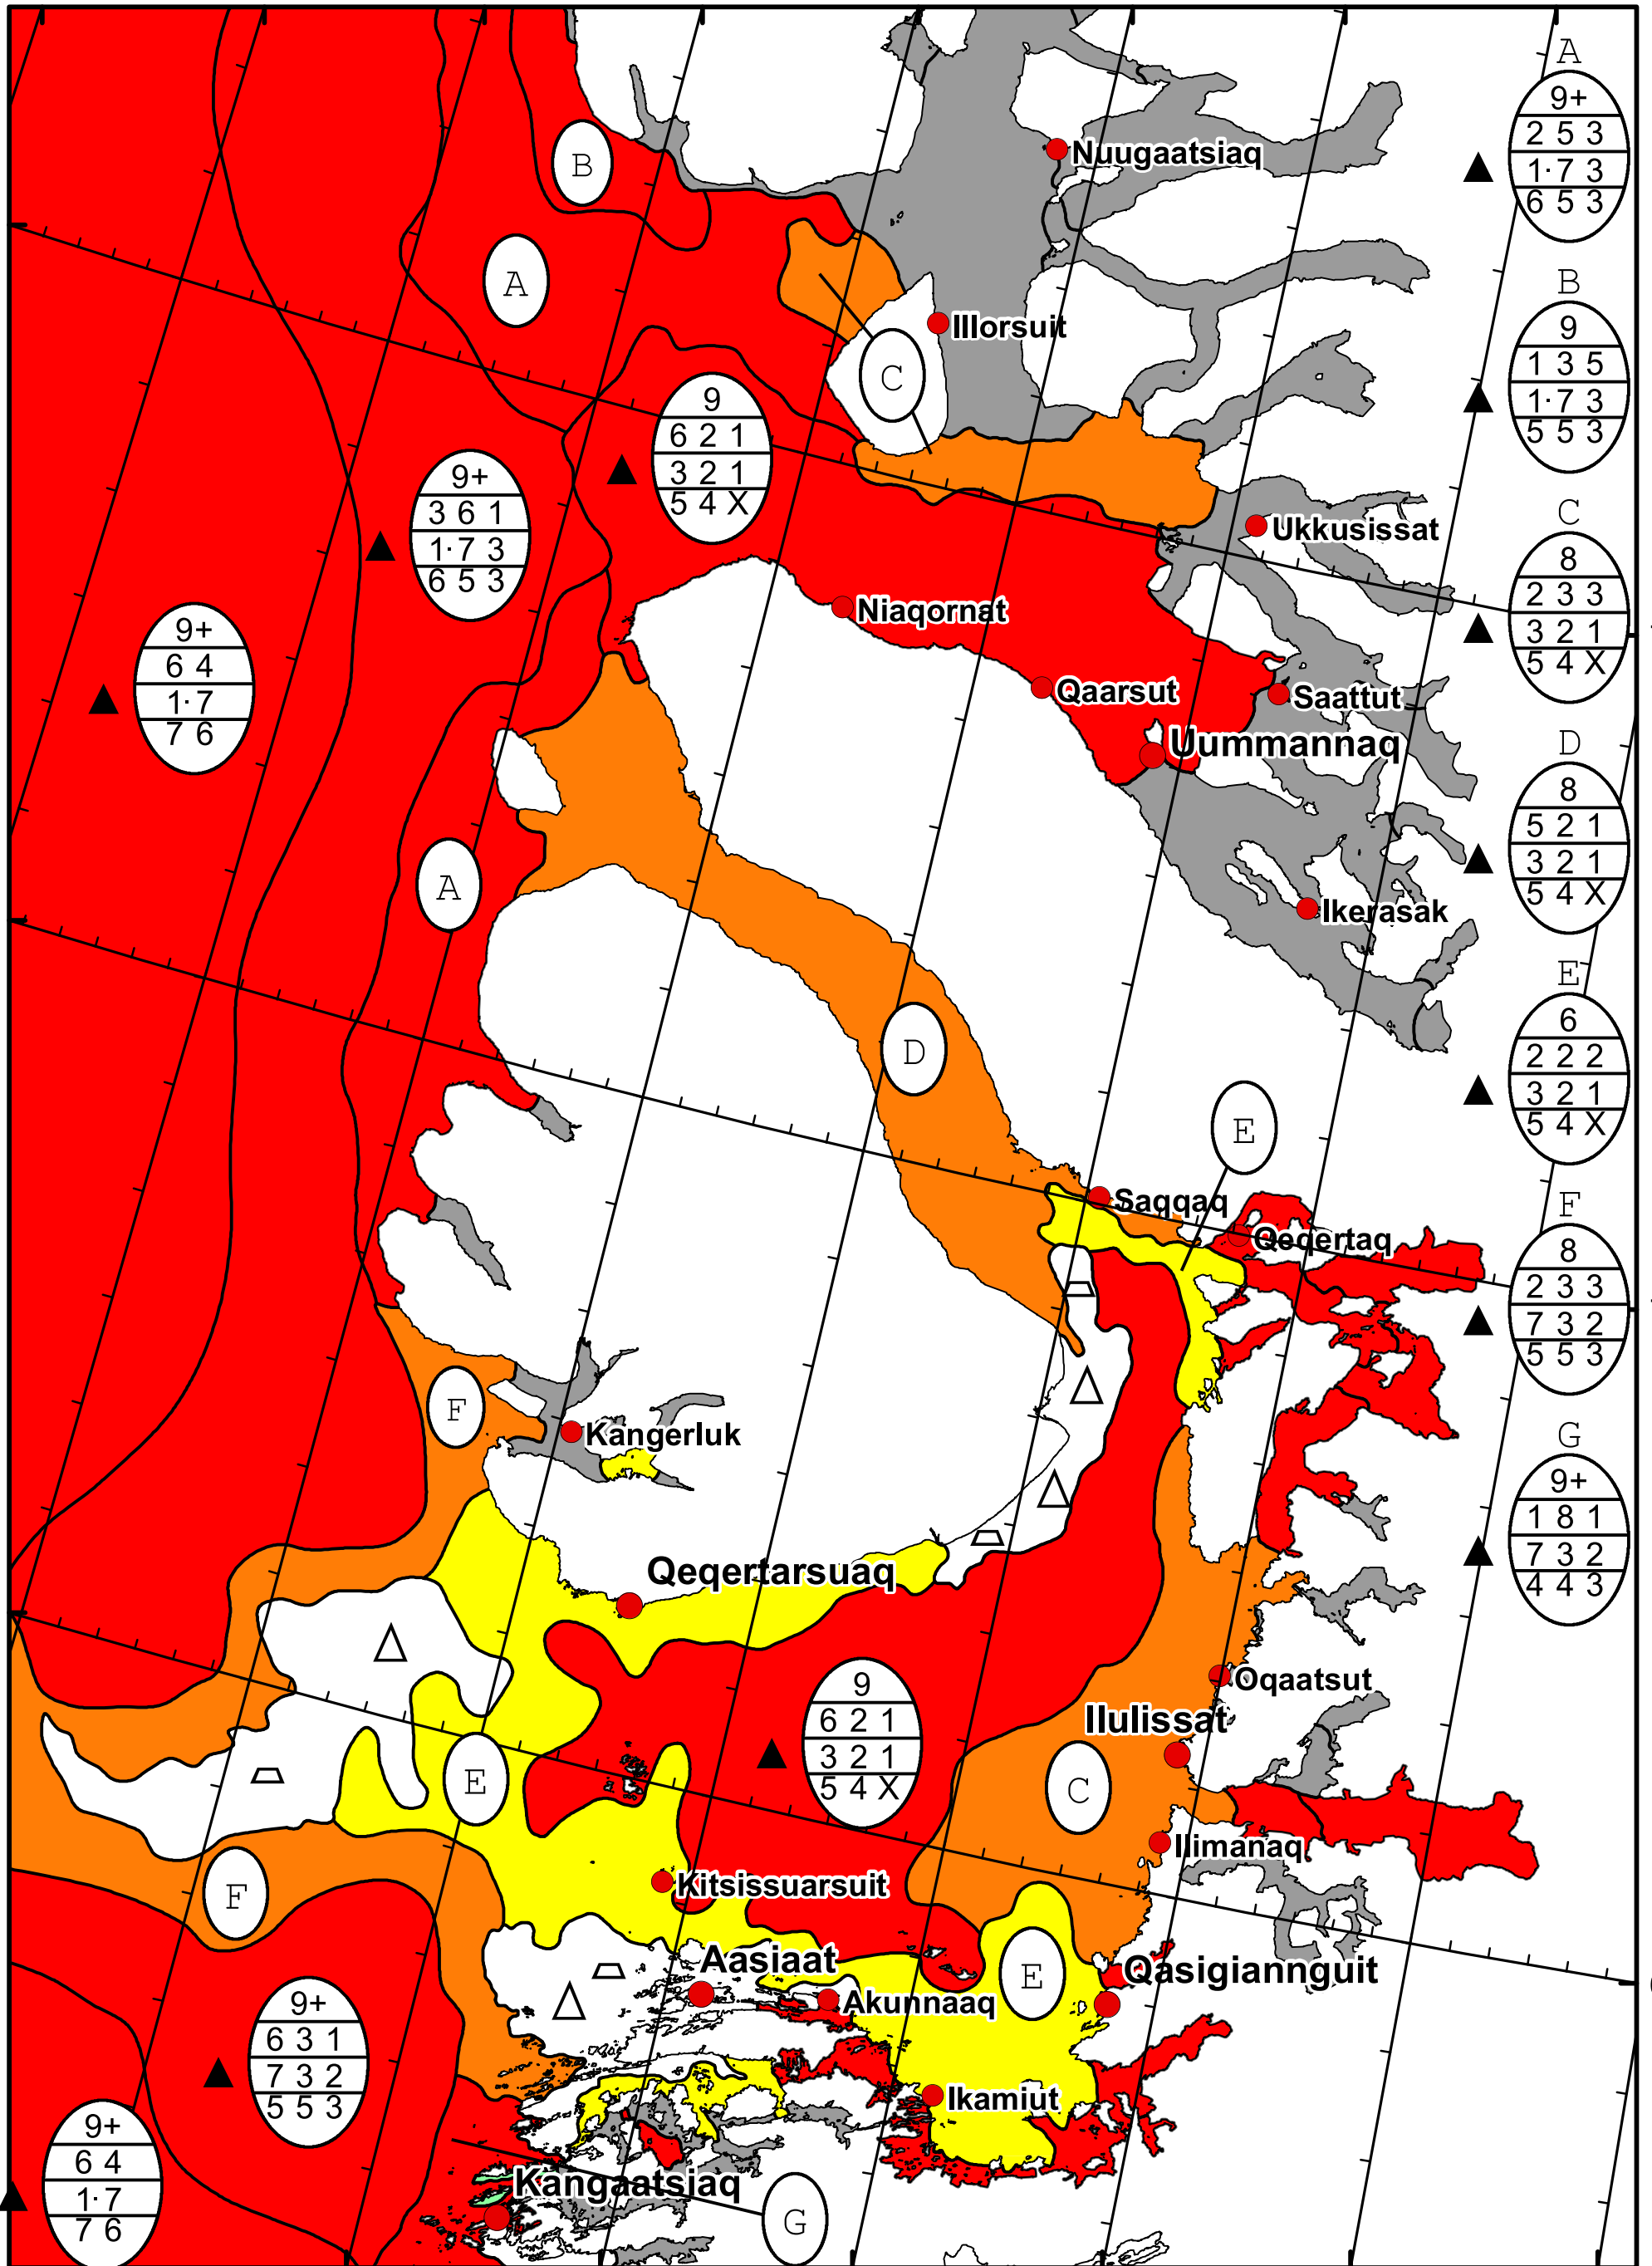 A
9+
2 5 3
1· 7 3
6 5 3
B
9
1 3 5
1· 7 3
5 5 3
C
8
2 3 3
3 2 1
5 4 X
D
8
5 2 1
3 2 1
5 4 X
E
6
2 2 2
3 2 1
5 4 X
F
8
2 3 3
7 3 2
5 5 3
G
9+
1 8 1
7 3 2
4 4 3
B
Nuugaatsiaq
A
Illorsuit
C
9
6 2 1
3 2 1
5 4 X
9+
3 6 1
1· 7 3
6 5 3
Ukkusissat
Niaqornat
9+
6 4
1· 7
7 6
Qaarsut
Saattut
Uummannaq
A
Ikerasak
D
E
Saqqaq
Qeqertaq
F
Kangerluk
Qeqertarsuaq
Oqaatsut
9
6 2 1
3 2 1
5 4 X
Ilulissat
E
C
Ilimanaq
F
Kitsissuarsuit
Aasiaat
E
Qasigiannguit
Akunnaaq
9+
6 3 1
7 3 2
5 5 3
Ikamiut
9+
6 4
1· 7
7 6
Kangaatsiaq
G